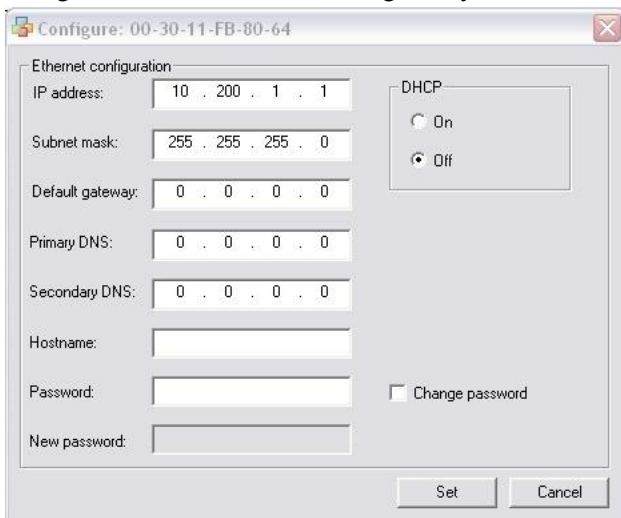 Configure: 00-30-11-FB-80-64
Ethernet configuration
IP address: 10 . 200 . 1 . 1
DHCP
On
Subnet mask: 255 . 255 . 255 . 0
Off
Default gateway: 0 . 0 . 0 . 0
Primary DNS: 0 . 0 . 0 . 0
Secondary DNS: 0 . 0 . 0 . 0
Hostname:
Password:
Change password
New password:
Set
Cancel